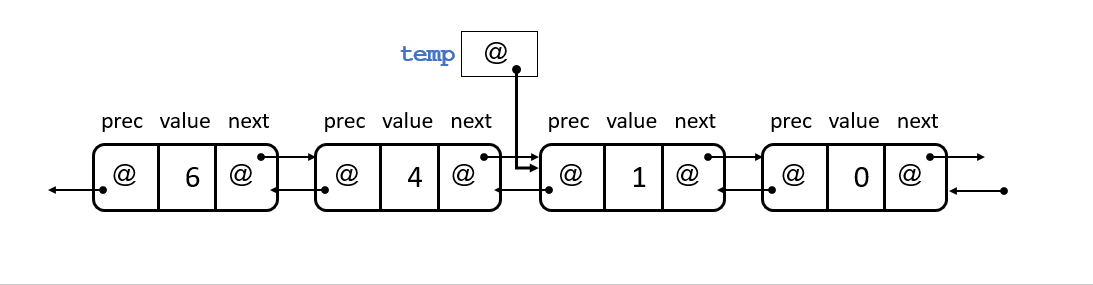 temp @
prec value next prec value next prec value next prec value next
@ 6 @ @ 4 @ @ 1 @ @ 0 @